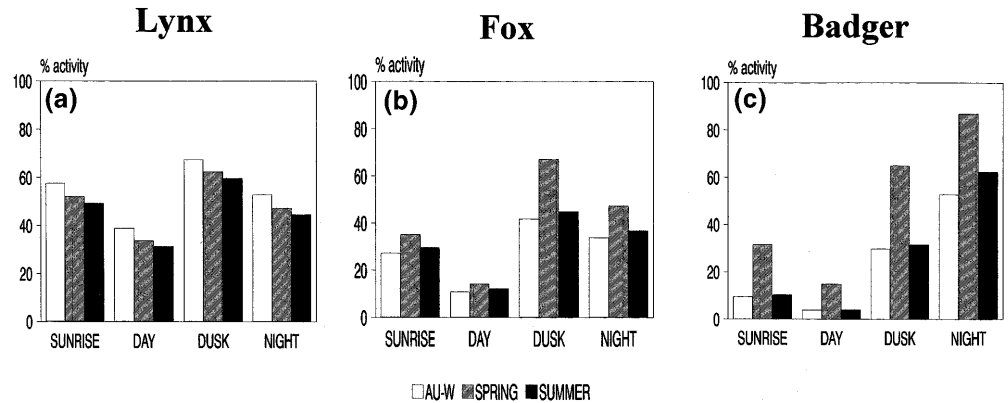 Lynx
Fox
Badger
% activity
(a)
100
80
60
40
20
0
SUNRISE DAY DUSK NIGHT
% activity
(b)
100
80
60
40
20
0
SUNRISE DAY DUSK NIGHT
% activity
(c)
100
80
60
40
20
0
SUNRISE DAY DUSK NIGHT
AU-W SPRING SUMMER